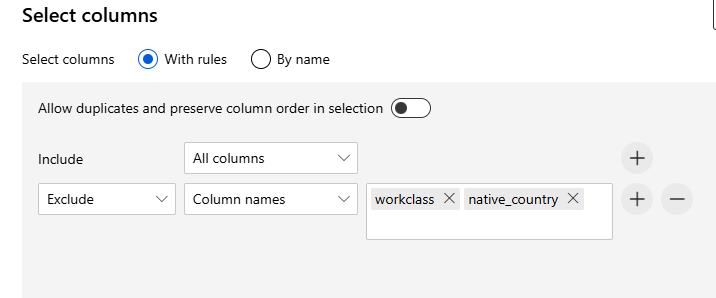 Select columns
Select columns With rules By name
Allow duplicates and preserve column order in selection
Include All columns
Exclude Column names workclass native_country